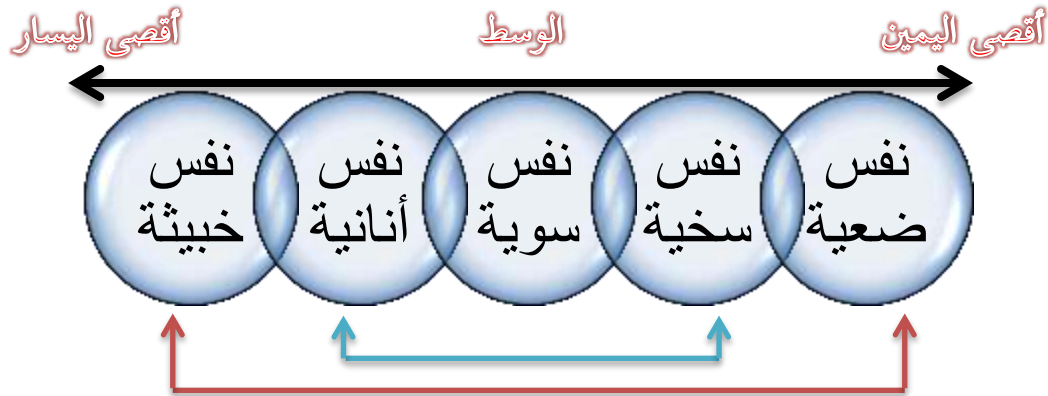 أقصى اليمين
الوسط
أقصى اليسار
نفس
ضعية
نفس
سخية
نفس
سوية
نفس
أنانية
نفس
خبيثة